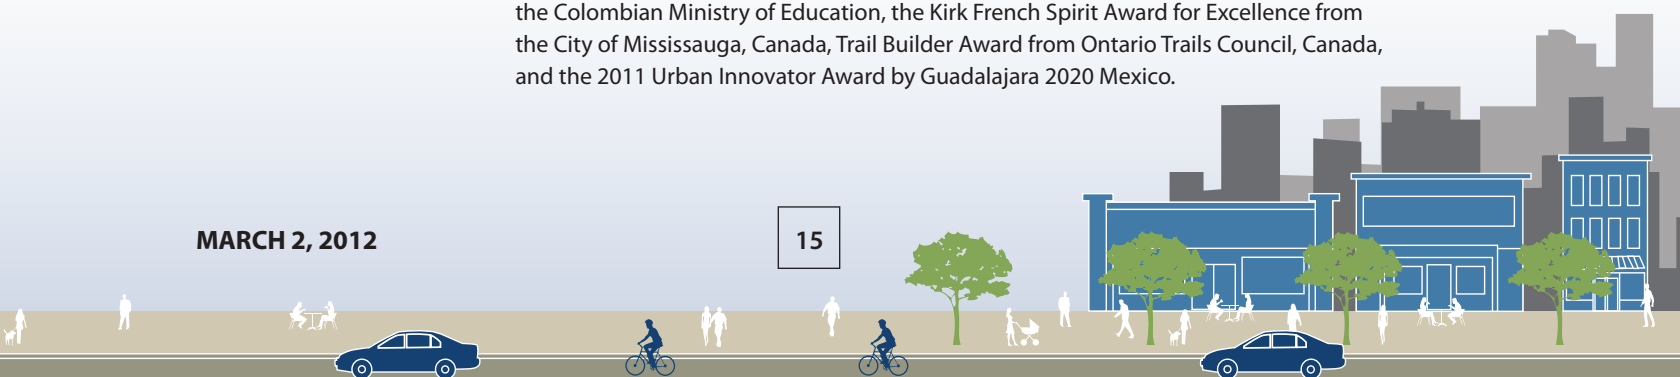 the Colombian Ministry of Education, the Kirk French Spirit Award for Excellence from
the City of Mississauga, Canada, Trail Builder Award from Ontario Trails Council, Canada,
and the 2011 Urban Innovator Award by Guadalajara 2020 Mexico.
MARCH 2, 2012
15